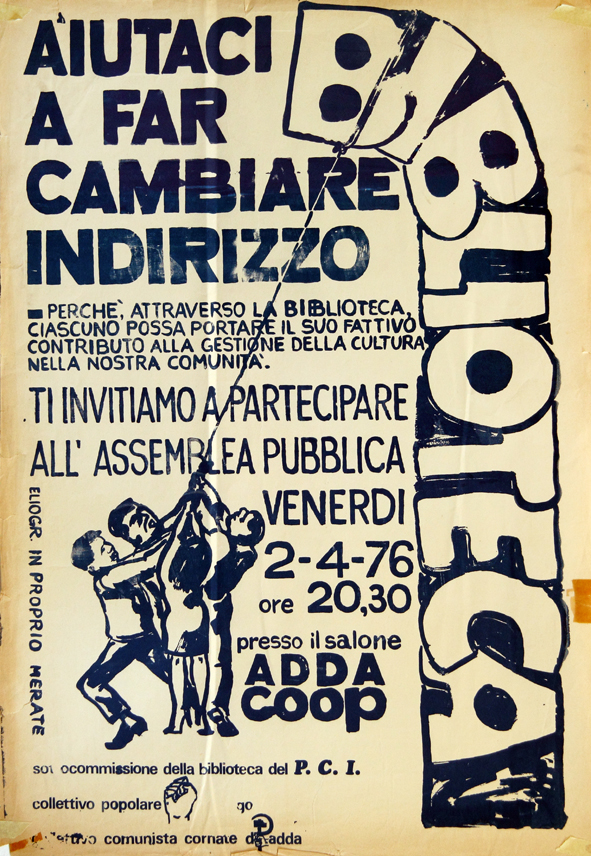 AIUTACI
A FAR
CAMBIARE
INDIRIZZO
BIBLIOTECA
PERCHÈ, ATTRAVERSO LA BIBLIOTECA,
CIASCUNO POSSA PORTARE IL SUO FATTIVO
CONTRIBUTO ALLA GESTIONE DELLA CULTURA
NELLA NOSTRA COMUNITA'.
TI INVITIAMO A PARTECIPARE
ALL' ASSEMBLEA PUBBLICA
VENERDI
2-4-76
ore 20,30
presso il salone
ADDA
coop
ELIOGR. IN PROPRIO MERATE
della biblioteca del P. C. I.
collettivo popolare
comunista cornate adda